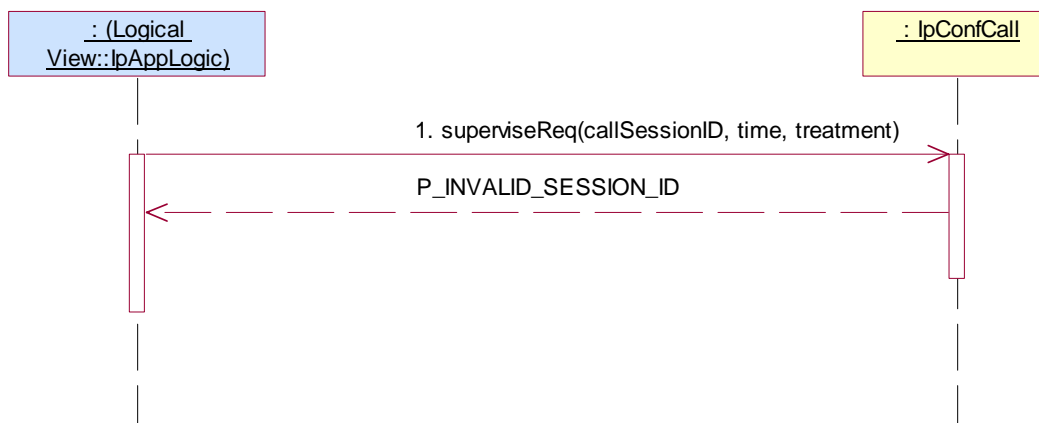 : (Logical
View::IpAppLogic)
: IpConfCall
1. superviseReq(callSessionID, time, treatment)
P_INVALID_SESSION_ID